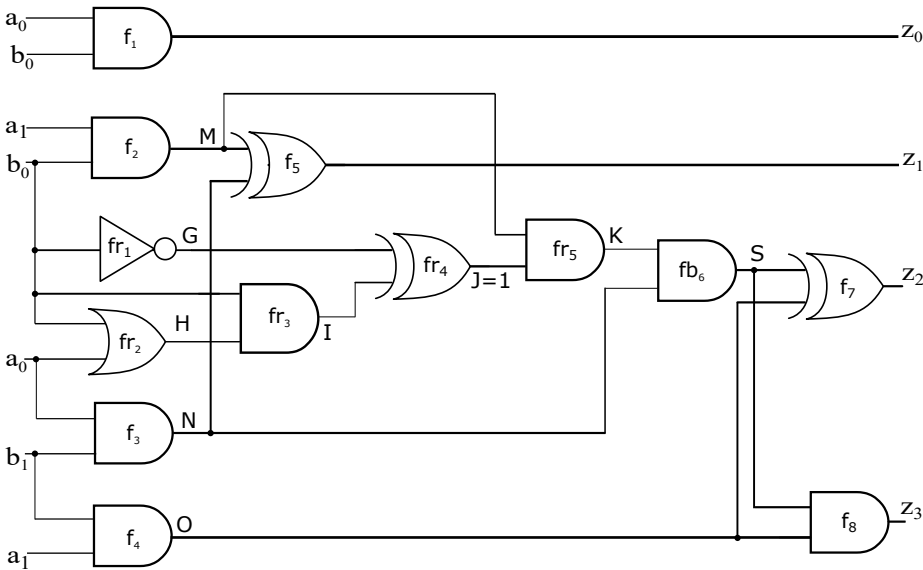 a₀
f₁
z₀
b₀
a₁
f₂
M
f₅
z₁
b₀
fr₁
G
fr₄
J=1
fr₅
K
fb₆
S
f₇
z₂
H
fr₃
I
fr₂
a₀
f₃
N
b₁
f₄
O
f₈
z₃
a₁